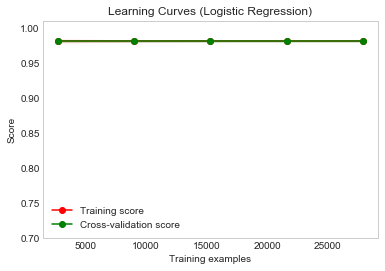 Learning Curves (Logistic Regression)
1.00
0.95
0.90
0.85
0.80
0.75
0.70
Score
Training score
Cross-validation score
5000 10000 15000 20000 25000
Training examples